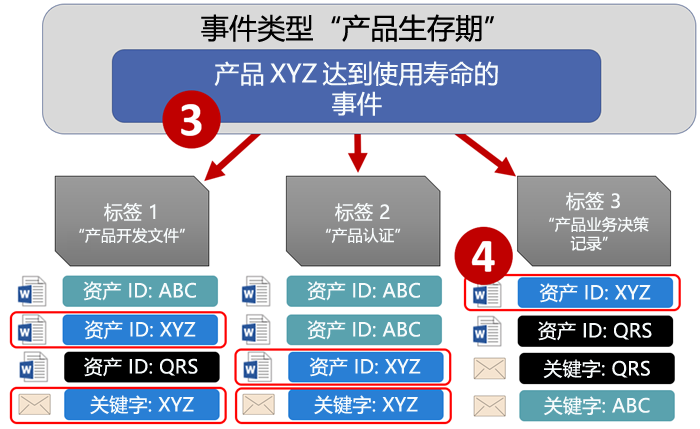 事件类型“产品生存期”
产品 XYZ 达到使用寿命的
事件
3
标签 1
“产品开发文件”
标签 2
“产品认证”
标签 3
“产品业务决策
记录”
4
W 资产 ID: ABC
W 资产 ID: XYZ
W 资产 ID: QRS
关键字: XYZ
W 资产 ID: ABC
W 资产 ID: ABC
W 资产 ID: XYZ
关键字: XYZ
W 资产 ID: XYZ
W 资产 ID: QRS
关键字: QRS
关键字: ABC